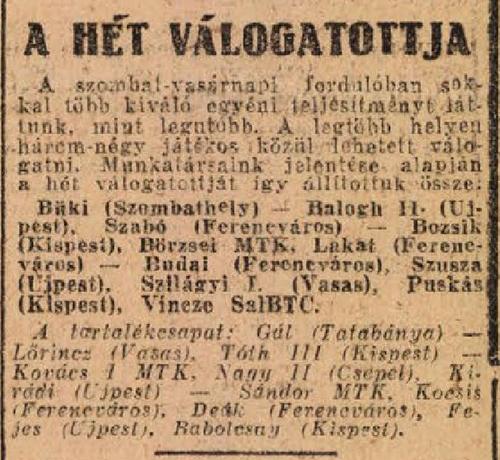 A HÉT VÁLOGATOTTJA
A szombat-vasárnapi fordulóban sok-
kal több kiváló egyéni teljesítményt lát-
tunk, mint legutóbb. A legtöbb helyen
három-négy játékos közül lehetett válo-
gatni. Munkatársaink jelentése alapján
a hét válogatottját így állítottuk össze:
Büki (Szombathely) — Balogh II. (Uj-
pest), Szabó (Ferencváros) — Bozsik
(Kispest), Börzsei MTK, Lakat (Ferenc-
város) — Budai (Ferencváros), Szusza
(Ujpest), Szilágyi I. (Vasas), Puskás
(Kispest), Vincze SalBTC.
A tartalékcsapat: Gál (Tatabánya) —
Lőrincz (Vasas), Tóth III (Kispest) —
Kovács I MTK, Nagy II (Csepel), Ki-
rádi (Ujpest) — Sándor MTK, Kocsis
(Ferencváros), Deák (Ferencváros), Fe-
jes (Ujpest), Babolcsay (Kispest).